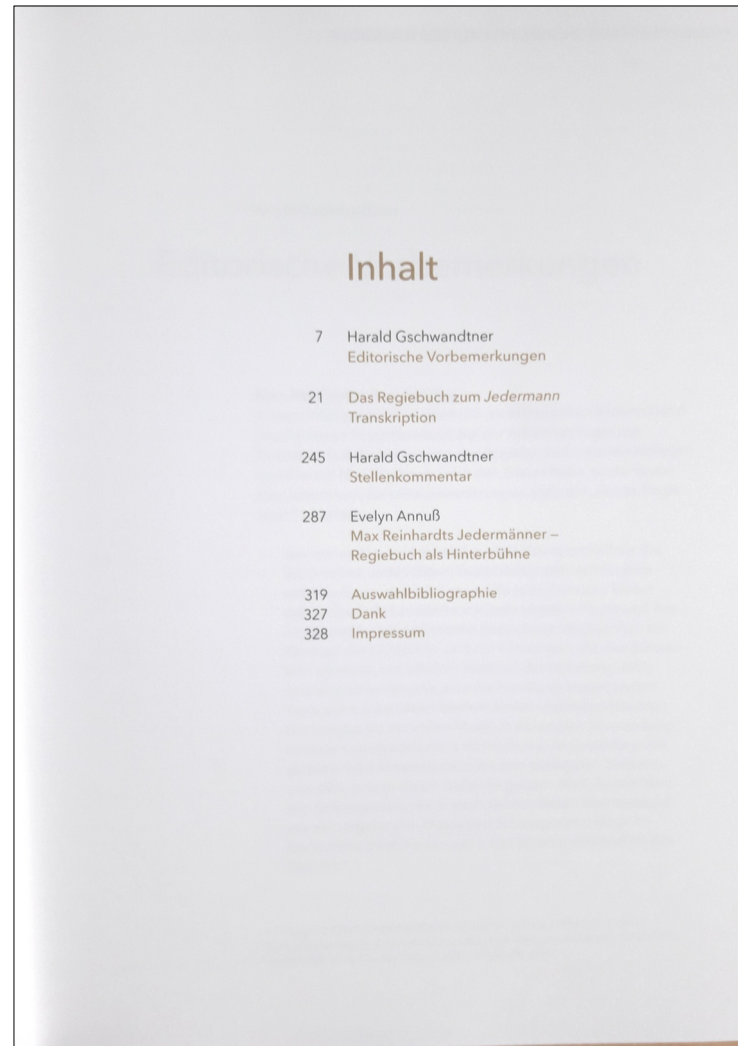 Inhalt
7 Harald Gschwandtner
Editorische Vorbemerkungen
21 Das Regiebuch zum Jedermann
Transkription
245 Harald Gschwandtner
Stellenkommentar
287 Evelyn Annuß
Max Reinhardts Jedermänner –
Regiebuch als Hinterbühne
319 Auswahlbibliographie
327 Dank
328 Impressum